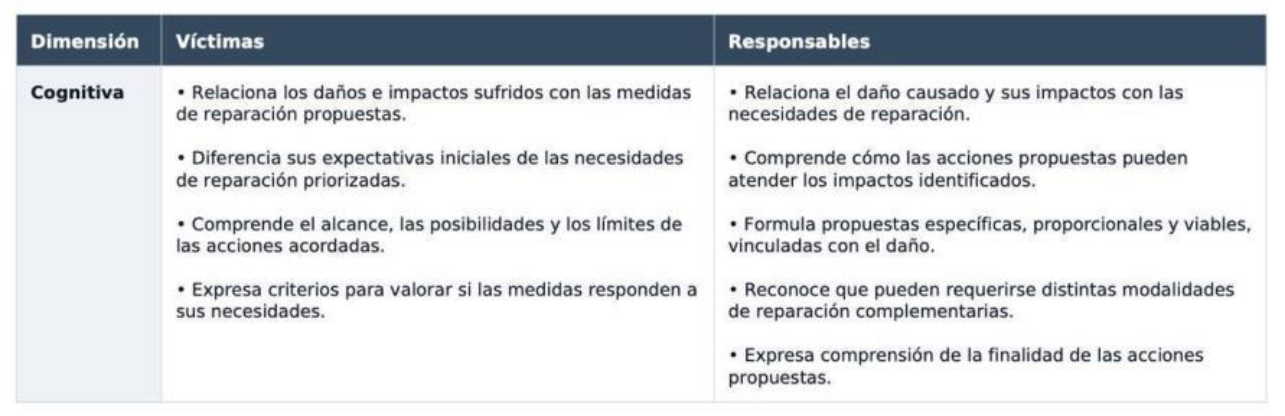 Dimensión Víctimas Responsables
Cognitiva
• Relaciona los daños e impactos sufridos con las medidas
de reparación propuestas.
• Diferencia sus expectativas iniciales de las necesidades
de reparación priorizadas.
• Comprende el alcance, las posibilidades y los límites de
las acciones acordadas.
• Expresa criterios para valorar si las medidas responden a
sus necesidades.
• Relaciona el daño causado y sus impactos con las
necesidades de reparación.
• Comprende cómo las acciones propuestas pueden
atender los impactos identificados.
• Formula propuestas específicas, proporcionales y viables,
vinculadas con el daño.
• Reconoce que pueden requerirse distintas modalidades
de reparación complementarias.
• Expresa comprensión de la finalidad de las acciones
propuestas.